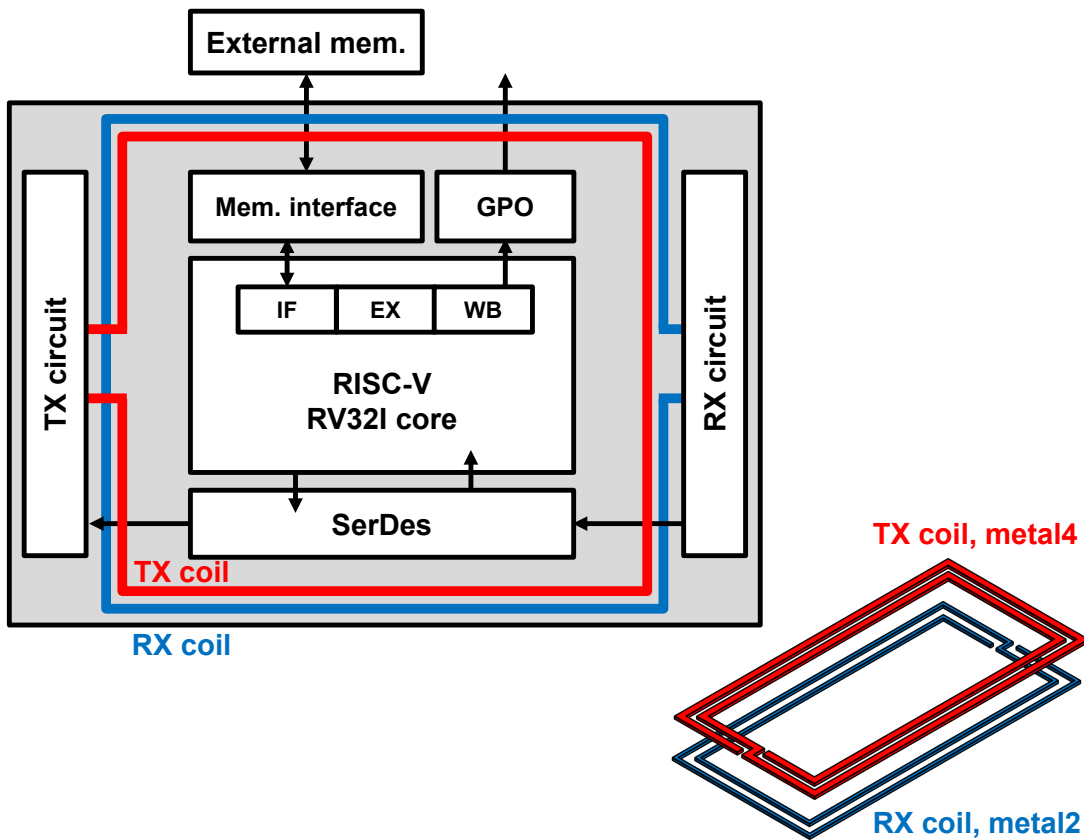 External mem.
Mem. interface
GPO
IF
EX
WB
TX circuit
RISC-V
RV32I core
RX circuit
SerDes
TX coil
RX coil
TX coil, metal4
RX coil, metal2